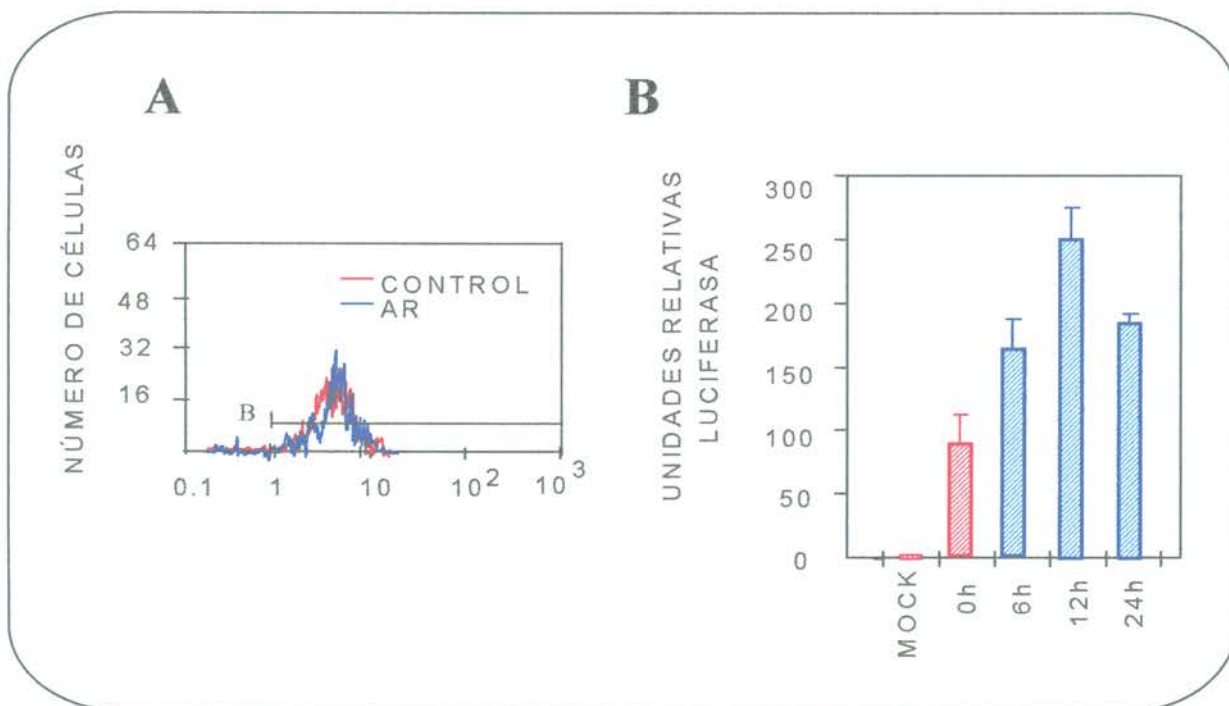 A
NÚMERO DE CÉLULAS
64
48
32
16
CONTROL
AR
B
0.1
1
10
10²
10³
B
UNIDADES RELATIVAS
LUCIFERASA
300
250
200
150
100
50
0
MOCK
0h
6h
12h
24h